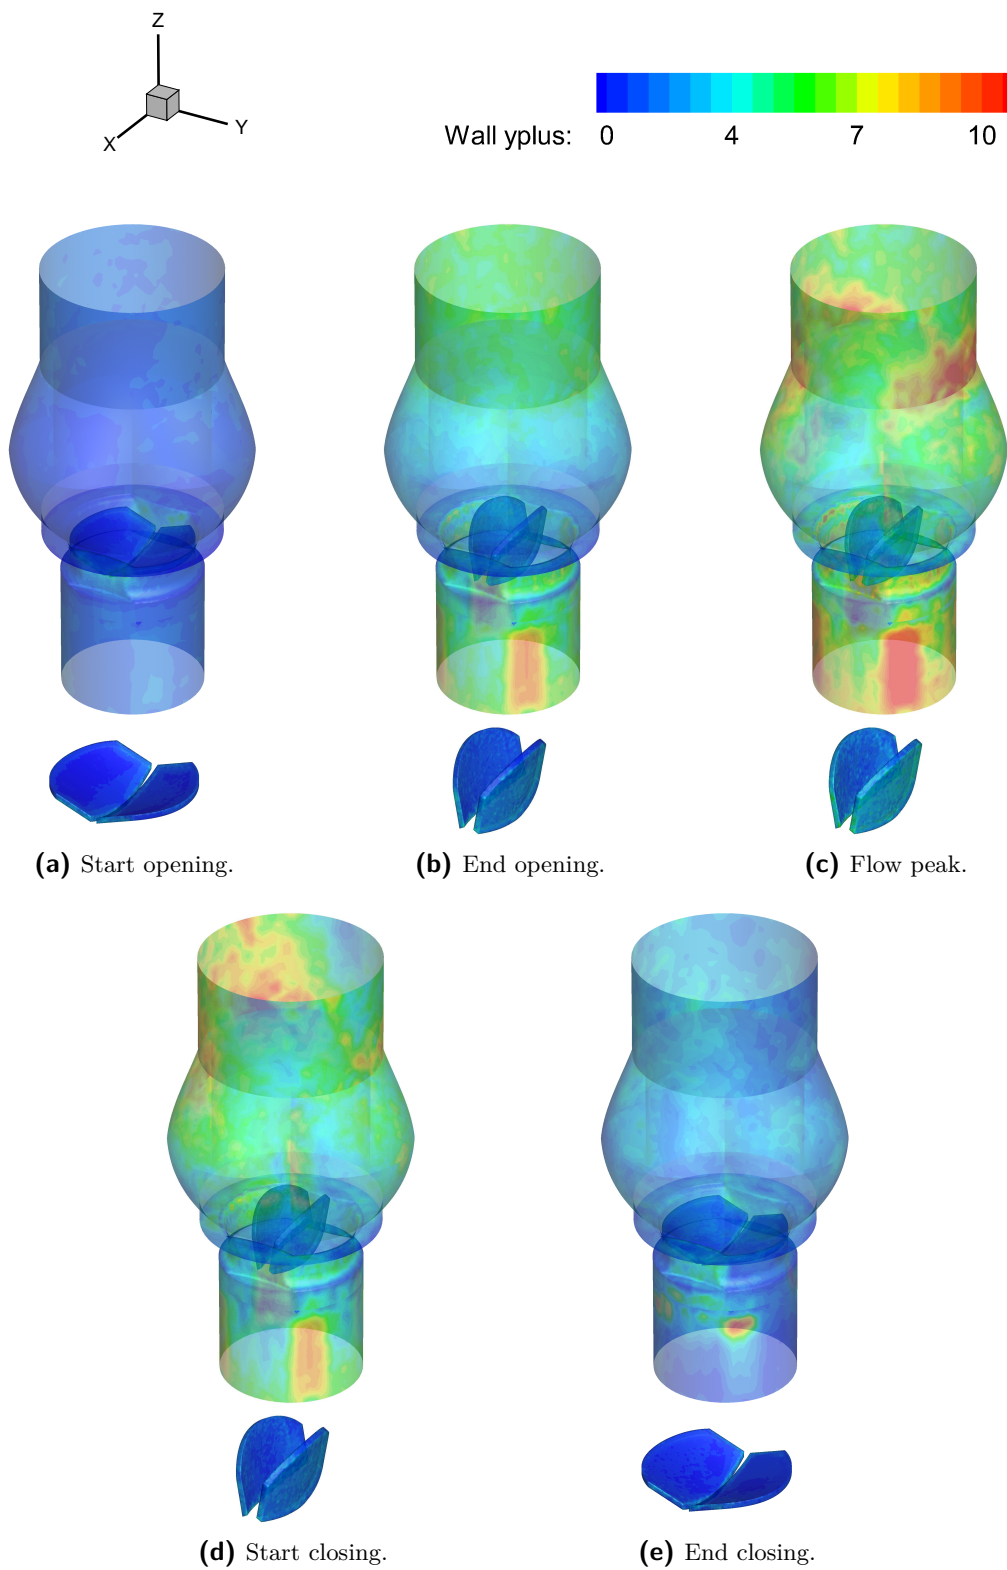 Z
X
Y
Wall yplus: 0 4 7 10
(a) Start opening.
(b) End opening.
(c) Flow peak.
(d) Start closing.
(e) End closing.